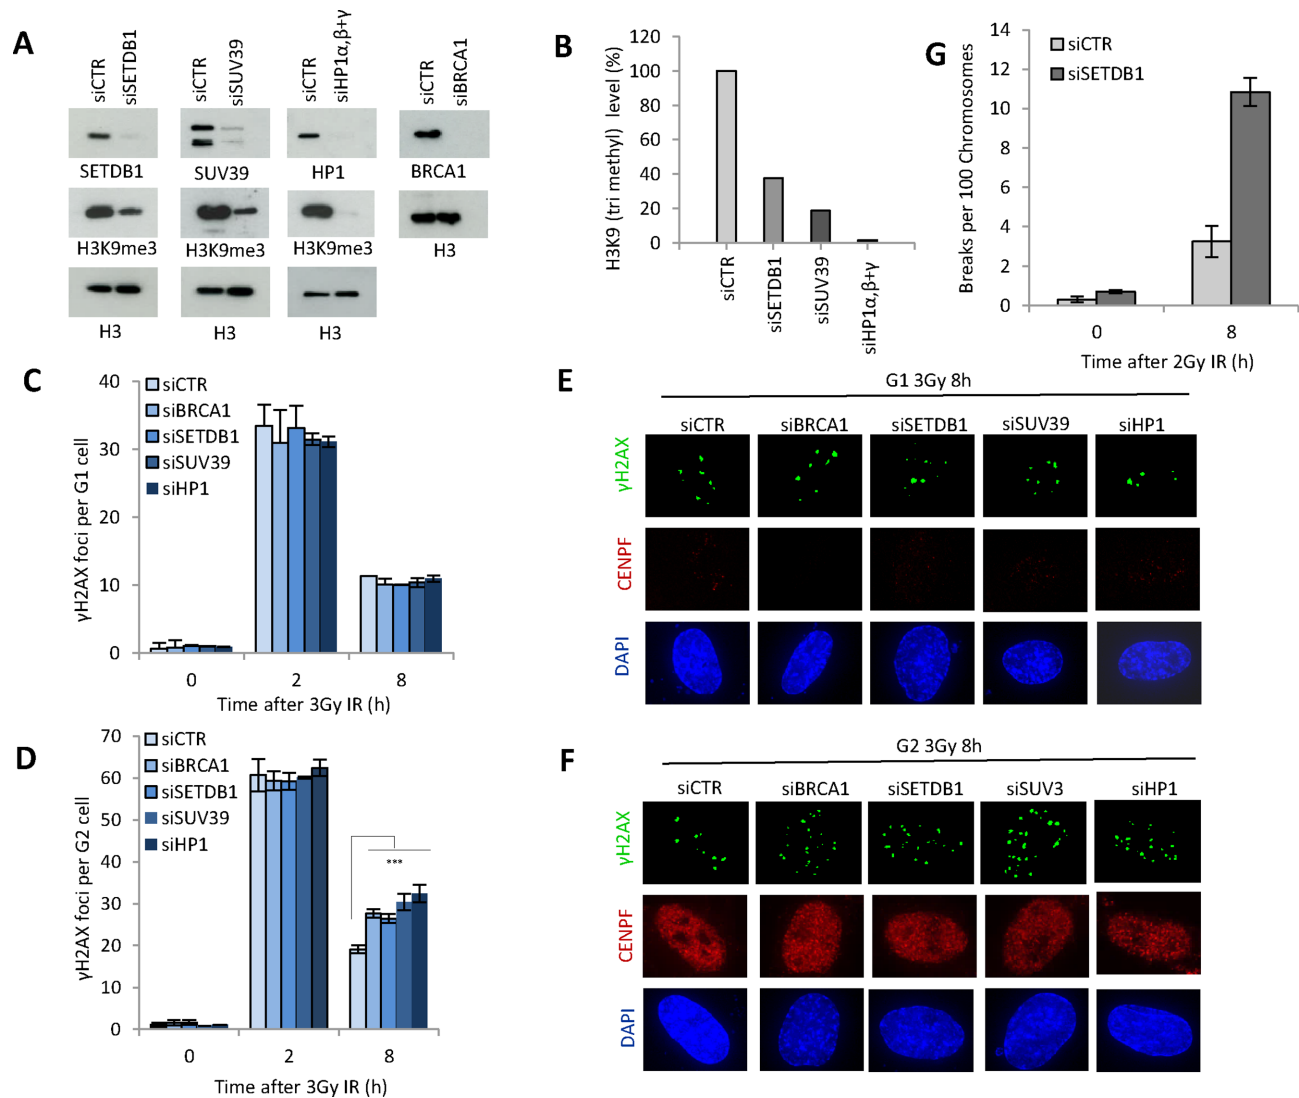 A
siCTR
siSETDB1
siCTR
siSUV39
siCTR
siHP1α,β+γ
siCTR
siBRCA1
SETDB1
SUV39
HP1
BRCA1
H3K9me3
H3K9me3
H3K9me3
H3
H3
H3
H3
B
H3K9 (tri methyl) level (%)
120
100
80
60
40
20
0
siCTR
siSETDB1
siSUV39
siHP1α,β+γ
G
siCTR
siSETDB1
Breaks per 100 Chromosomes
14
12
10
8
6
4
2
0
0
8
Time after 2Gy IR (h)
C
siCTR
siBRCA1
siSETDB1
siSUV39
siHP1
γH2AX foci per G1 cell
40
30
20
10
0
0
2
8
Time after 3Gy IR (h)
D
siCTR
siBRCA1
siSETDB1
siSUV39
siHP1
γH2AX foci per G2 cell
70
60
50
40
30
20
10
0
***
0
2
8
Time after 3Gy IR (h)
E
G1 3Gy 8h
siCTR
siBRCA1
siSETDB1
siSUV39
siHP1
γH2AX
CENPF
DAPI
F
G2 3Gy 8h
siCTR
siBRCA1
siSETDB1
siSUV3
siHP1
γH2AX
CENPF
DAPI